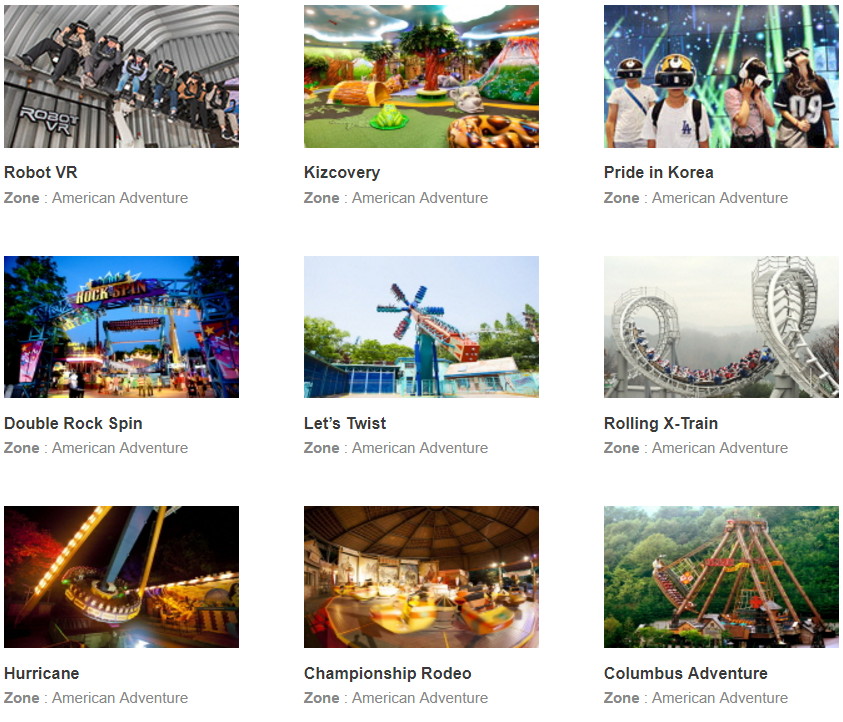 ROBOT
VR
09
LA
Robot VR
Zone : American Adventure
Kizcovery
Zone : American Adventure
Pride in Korea
Zone : American Adventure
ROCK SPIN
Double Rock Spin
Zone : American Adventure
Let’s Twist
Zone : American Adventure
Rolling X-Train
Zone : American Adventure
Hurricane
Zone : American Adventure
Championship Rodeo
Zone : American Adventure
Columbus Adventure
Zone : American Adventure